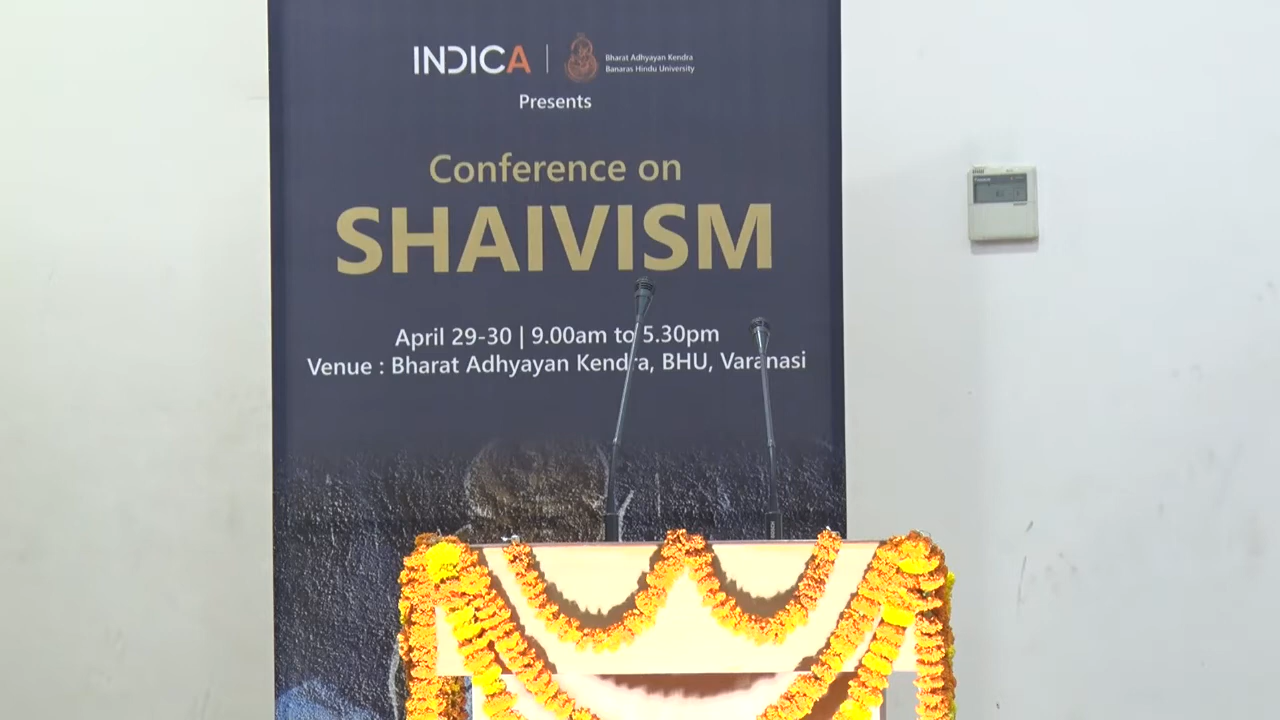 INDICA
Bharat Adhyayan Kendra
Banaras Hindu University
Presents
Conference on
SHAIVISM
April 29-30 | 9.00am to 5.30pm
Venue : Bharat Adhyayan Kendra, BHU, Varanasi